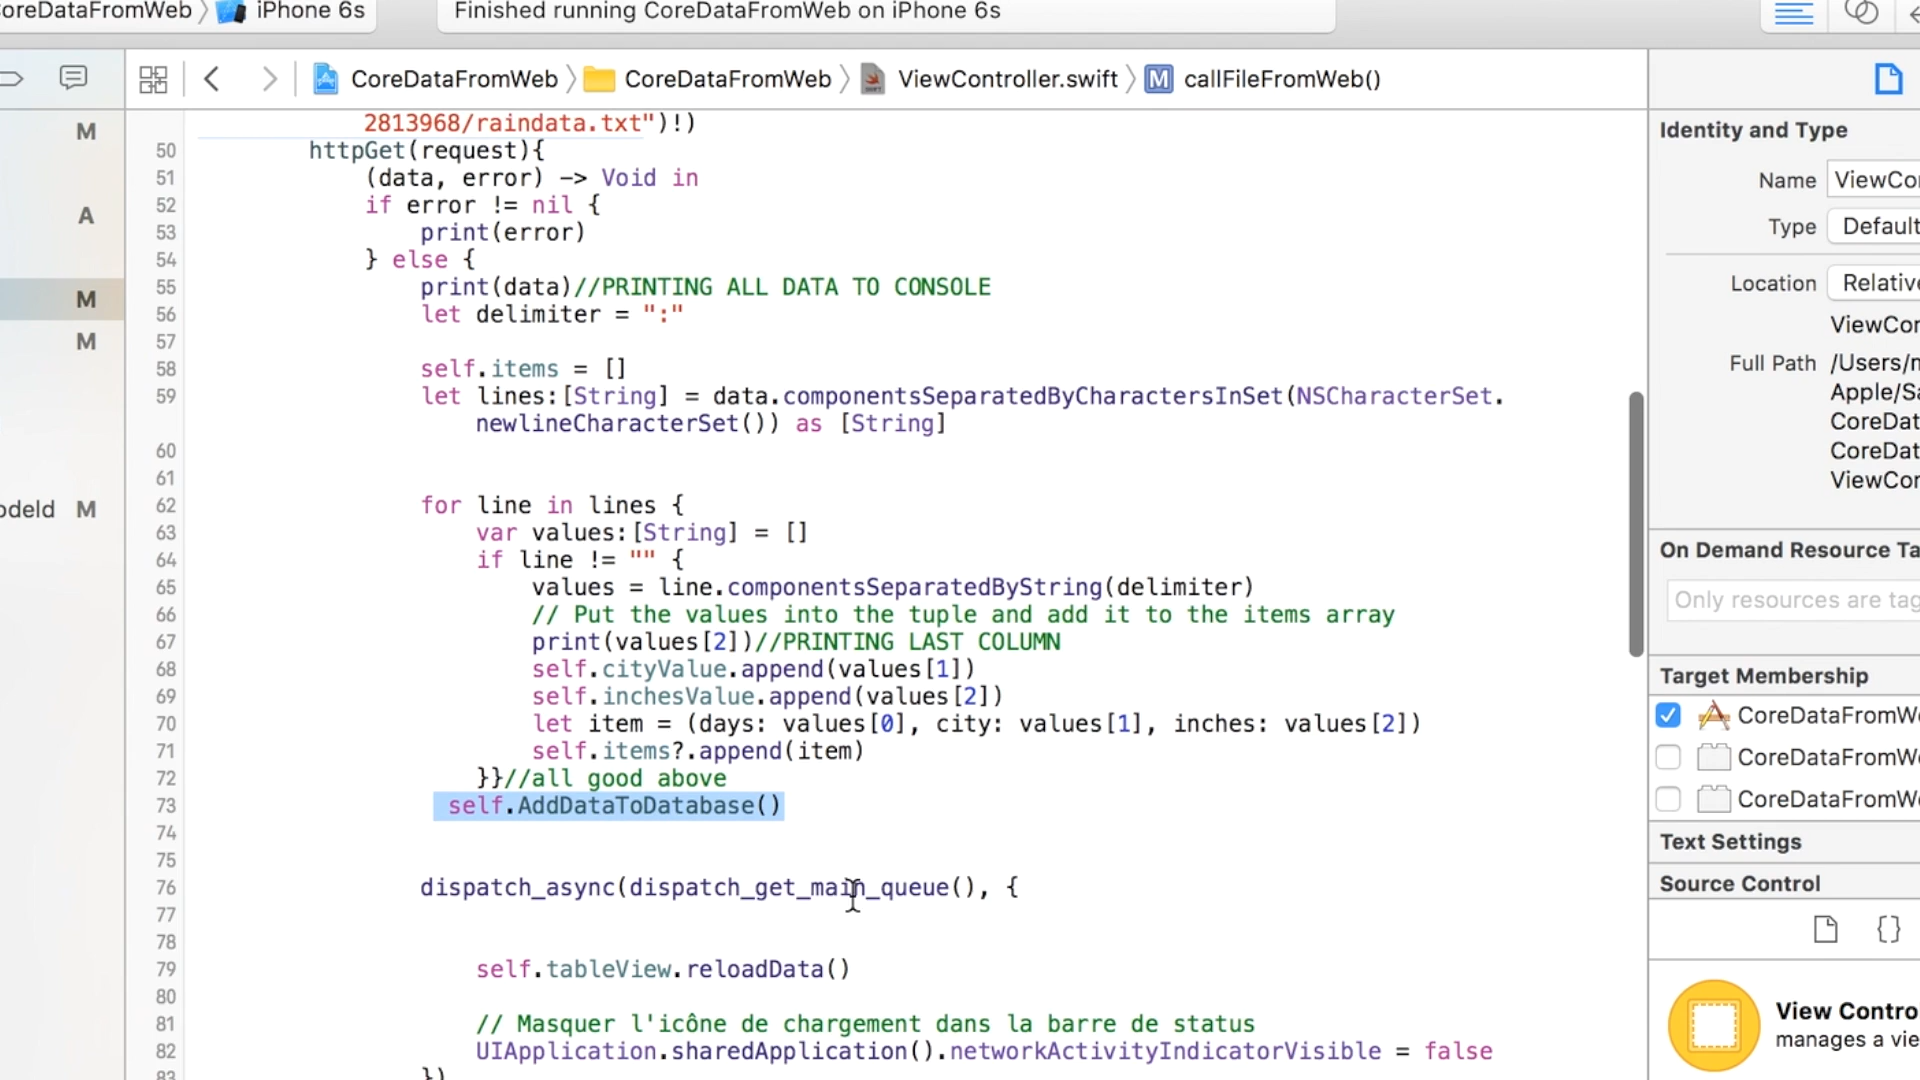 CoreDataFromWeb iPhone 6s Finished running CoreDataFromWeb on iPhone 6s
CoreDataFromWeb CoreDataFromWeb ViewController.swift M callFileFromWeb()
M
A
M
M
M
2813968/raindata.txt")!)
50 httpGet(request){
51 (data, error) -> Void in
52 if error != nil {
53 print(error)
54 } else {
55 print(data)//PRINTING ALL DATA TO CONSOLE
56 let delimiter = ":"
57
58 self.items = []
59 let lines:[String] = data.componentsSeparatedByCharactersInSet(NSCharacterSet.
newlineCharacterSet()) as [String]
60
61
62 for line in lines {
63 var values:[String] = []
64 if line != "" {
65 values = line.componentsSeparatedByString(delimiter)
66 // Put the values into the tuple and add it to the items array
67 print(values[2])//PRINTING LAST COLUMN
68 self.cityValue.append(values[1])
69 self.inchesValue.append(values[2])
70 let item = (days: values[0], city: values[1], inches: values[2])
71 self.items?.append(item)
72 }}//all good above
73 self.AddDataToDatabase()
74
75
76 dispatch_async(dispatch_get_main_queue(), {
77
78
79 self.tableView.reloadData()
80
81 // Masquer l'icône de chargement dans la barre de status
82 UIApplication.sharedApplication().networkActivityIndicatorVisible = false
83 })
Identity and Type
Name ViewCo
Type Default
Location Relative
ViewCor
Full Path /Users/
Apple/Sa
CoreDat
CoreDat
ViewCor
On Demand Resource Ta
Only resources are tag
Target Membership
CoreDataFromW
CoreDataFromW
CoreDataFromW
Text Settings
Source Control
{}
View Contro
manages a vie